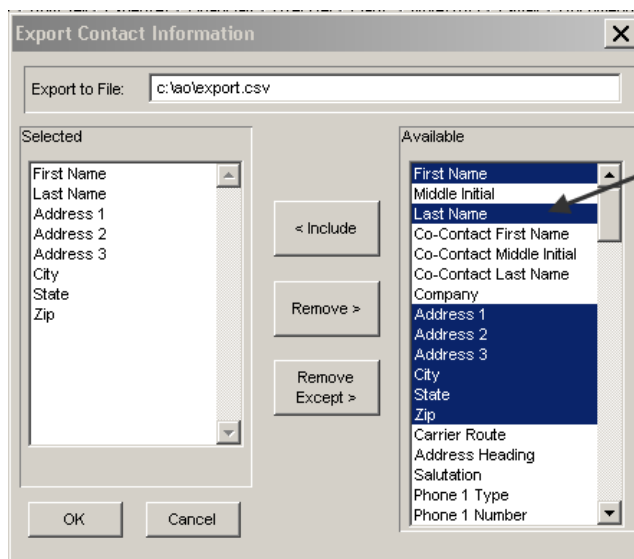 Export Contact Information
Export to File: c:\ao\export.csv
Selected
First Name
Last Name
Address 1
Address 2
Address 3
City
State
Zip
< Include
Remove >
Remove
Except >
OK
Cancel
Available
First Name
Middle Initial
Last Name
Co-Contact First Name
Co-Contact Middle Initial
Co-Contact Last Name
Company
Address 1
Address 2
Address 3
City
State
Zip
Carrier Route
Address Heading
Salutation
Phone 1 Type
Phone 1 Number